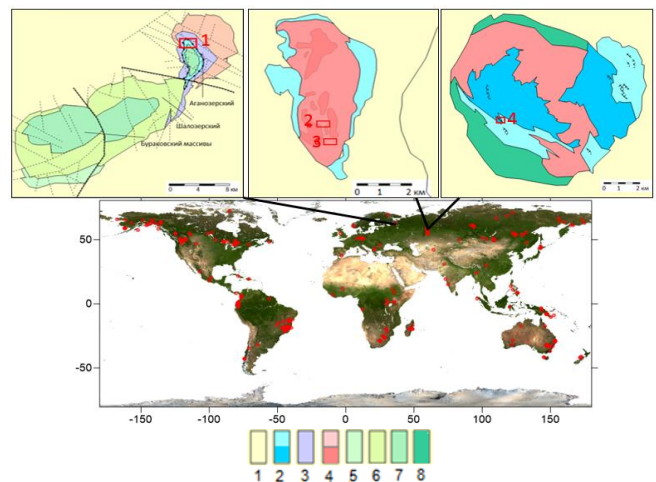 1
Аганозерский
Шалозерский
Бураковский массивы
0 4 8 км
2
3
0 1 2 км
4
0 1 2 км
50
0
-50
-150 -100 -50 0 50 100 150
1 2 3 4 5 6 7 8